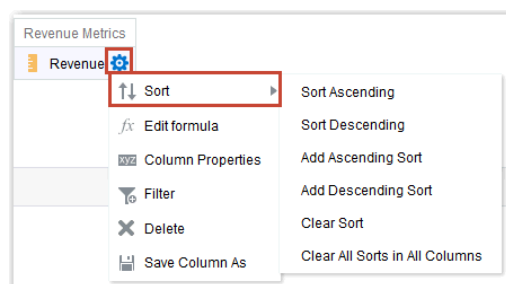 Revenue Metrics
Revenue
Sort
Edit formula
Column Properties
Filter
Delete
Save Column As
Sort Ascending
Sort Descending
Add Ascending Sort
Add Descending Sort
Clear Sort
Clear All Sorts in All Columns